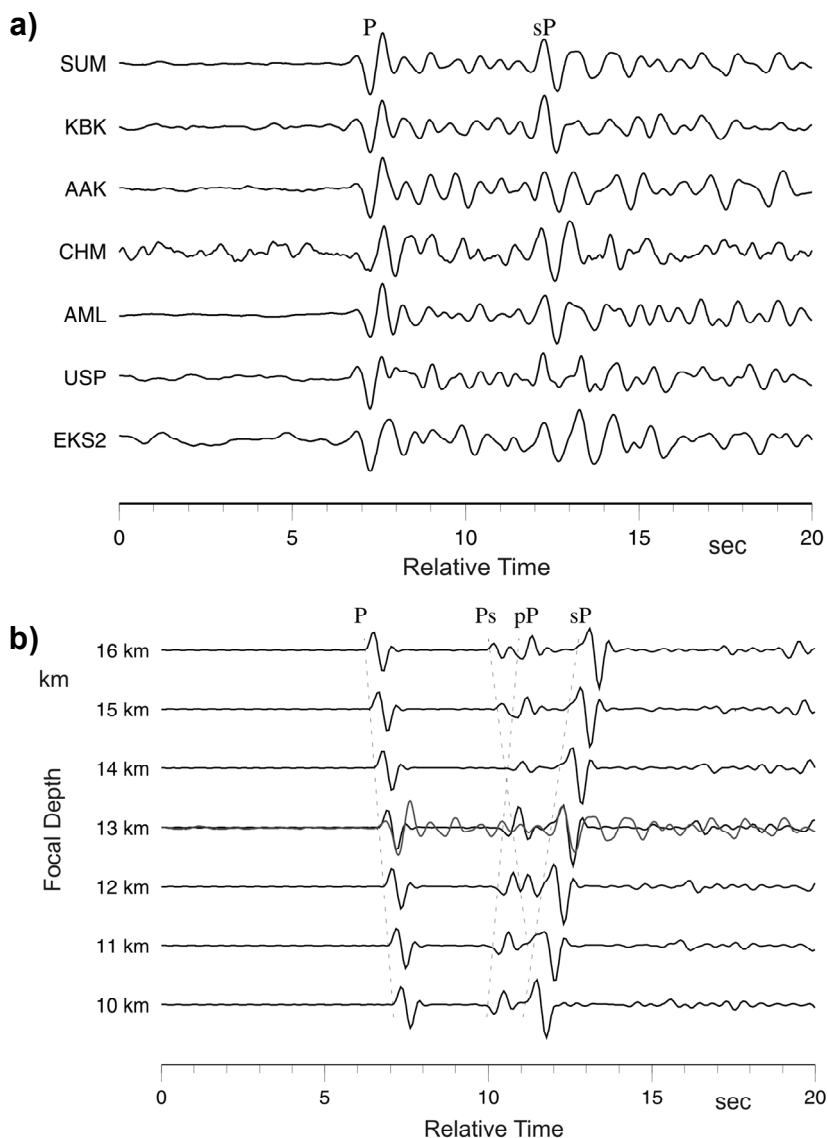 a)
P sP
SUM
KBK
AAK
CHM
AML
USP
EKS2
0 5 10 15 sec 20
Relative Time
b)
P Ps pP sP
16 km
km
15 km
14 km
13 km
12 km
11 km
10 km
Focal Depth
0 5 10 15 sec 20
Relative Time